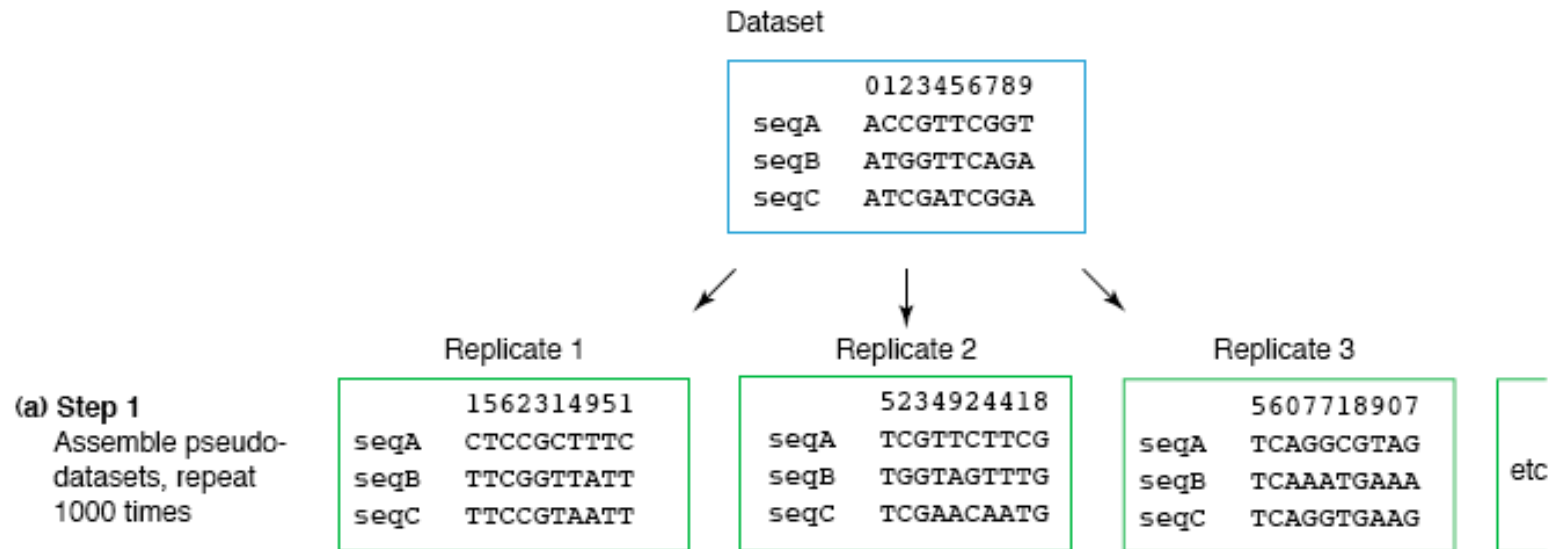 Dataset
0123456789
seqA ACCGTTCGGT
seqB ATGGTTCAGA
seqC ATCGATCGGA
Replicate 1
Replicate 2
Replicate 3
(a) Step 1
Assemble pseudo-
datasets, repeat
1000 times
1562314951
seqA CTCCGCTTTC
seqB TTCGGTTATT
seqC TTCCGTAATT
5234924418
seqA TCGTTCTTCG
seqB TGGTAGTTTG
seqC TCGAACAATG
5607718907
seqA TCAGGCGTAG
seqB TCAAATGAAA
seqC TCAGGTGAAG
etc